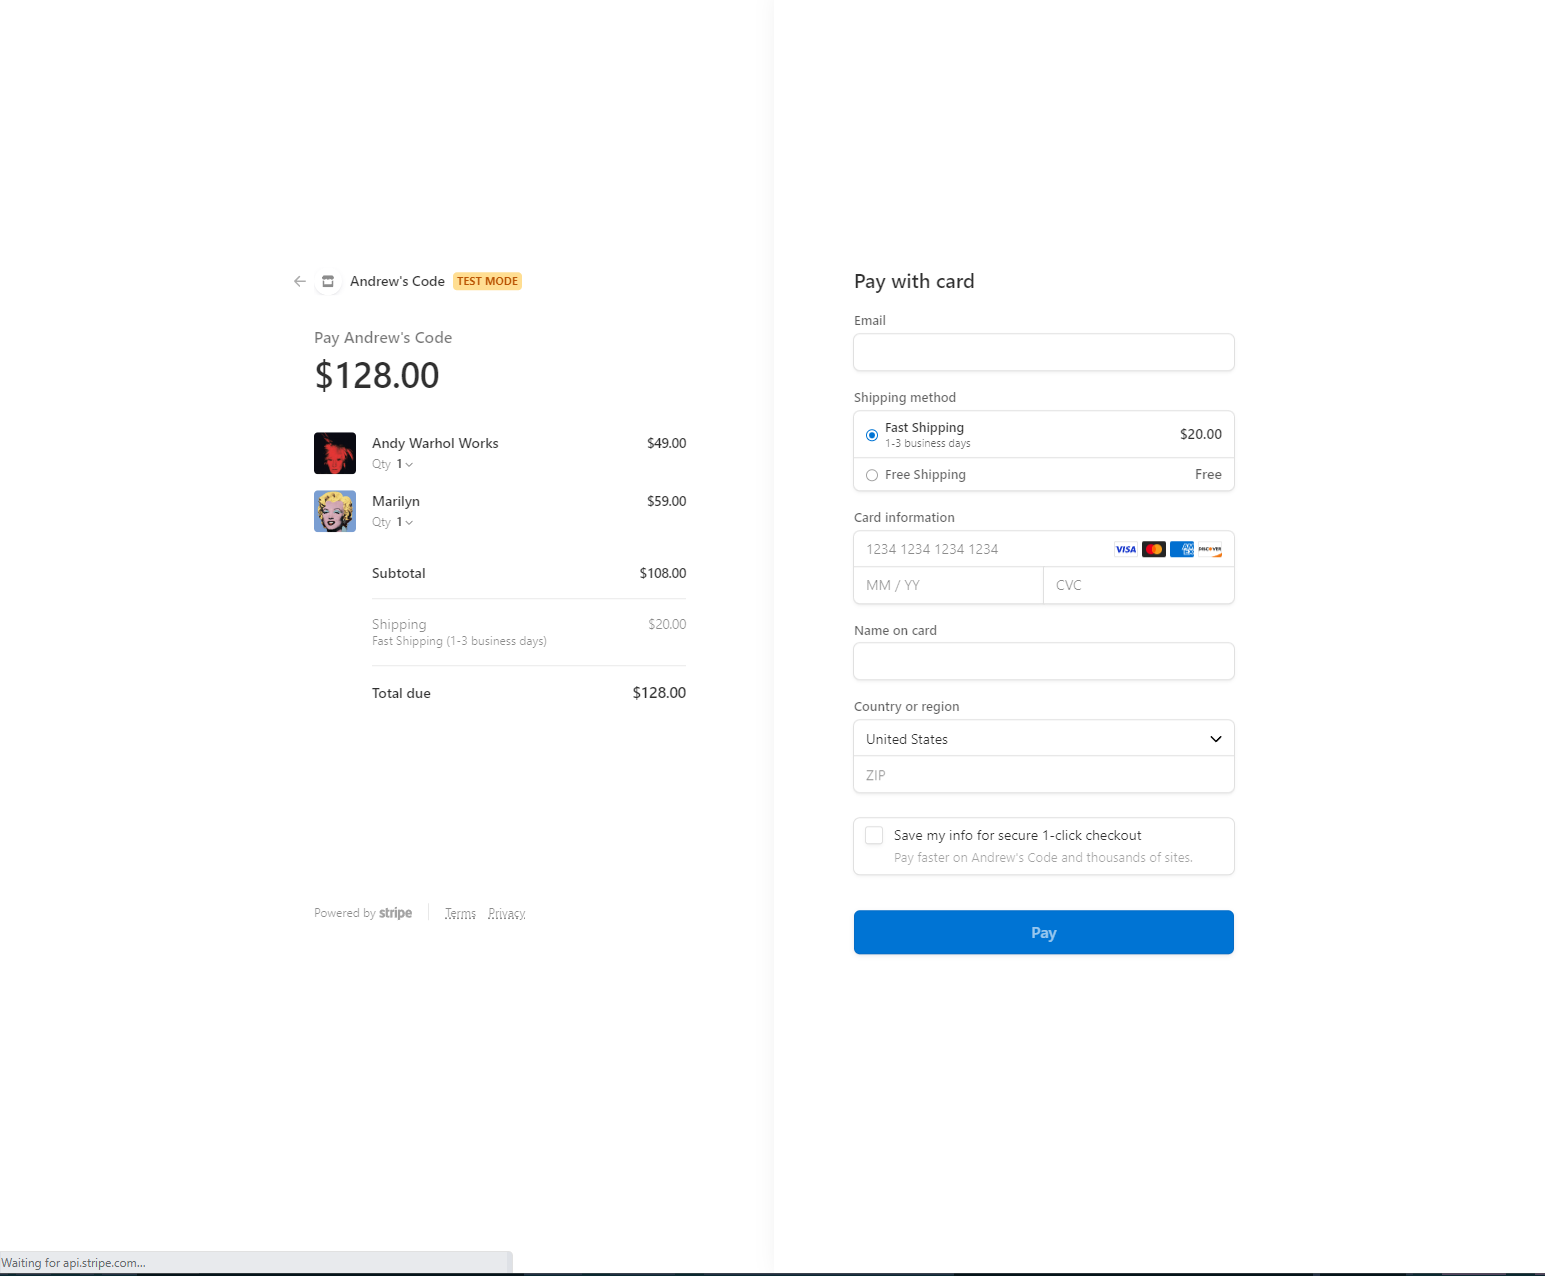 Andrew's Code TEST MODE
Pay Andrew's Code
$128.00
Andy Warhol Works $49.00
Qty 1
Marilyn $59.00
Qty 1
Subtotal $108.00
Shipping $20.00
Fast Shipping (1-3 business days)
Total due $128.00
Powered by stripe Terms Privacy
Pay with card
Email
Shipping method
Fast Shipping $20.00
1-3 business days
Free Shipping Free
Card information
1234 1234 1234 1234 VISA AMEX DISCOVER
MM / YY CVC
Name on card
Country or region
United States
ZIP
Save my info for secure 1-click checkout
Pay faster on Andrew's Code and thousands of sites.
Pay
Waiting for api.stripe.com...